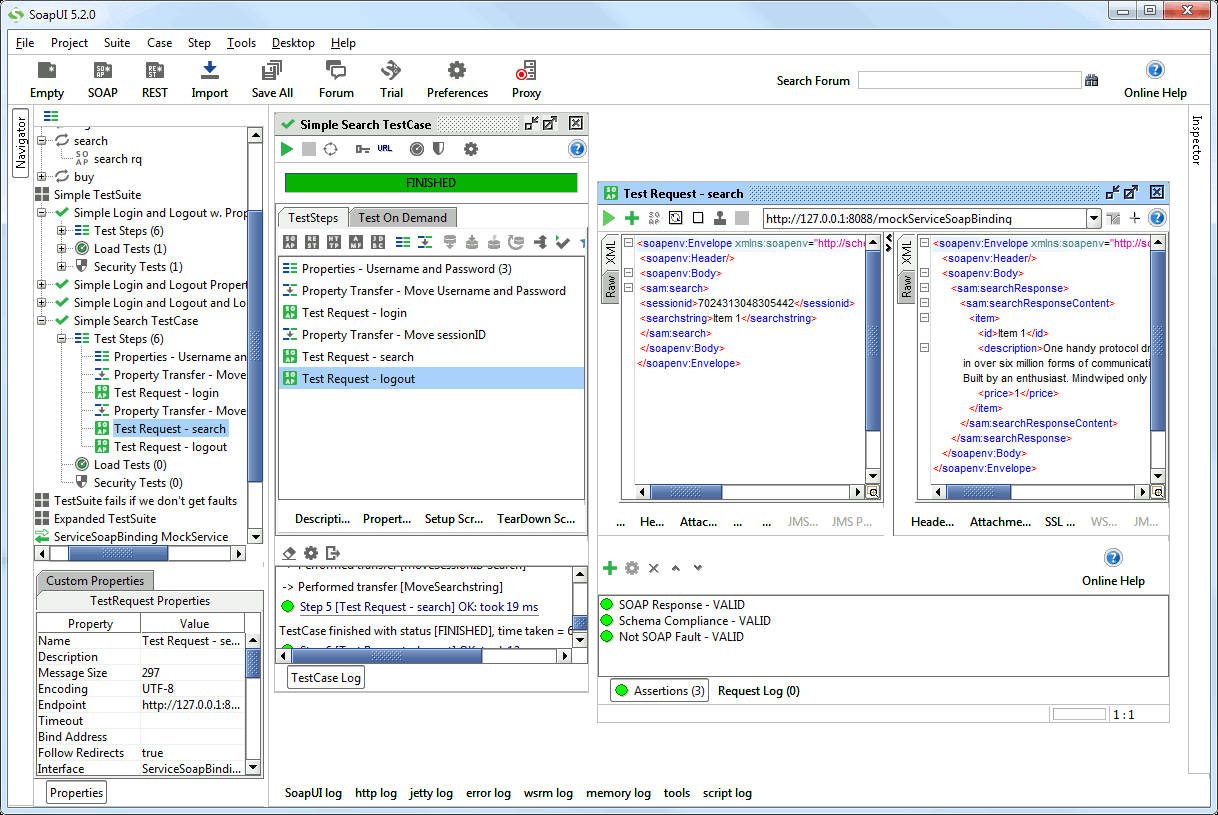 SoapUI 5.2.0
File Project Suite Case Step Tools Desktop Help
Empty SOAP REST Import Save All Forum Trial Preferences Proxy
Search Forum
Online Help
Navigator
search
search rq
buy
Simple TestSuite
Simple Login and Logout w. Prop
Test Steps (6)
Load Tests (1)
Security Tests (1)
Simple Login and Logout Propert
Simple Login and Logout and Lo
Simple Search TestCase
Test Steps (6)
Properties - Username an
Property Transfer - Move
Test Request - login
Property Transfer - Move
Test Request - search
Test Request - logout
Load Tests (0)
Security Tests (0)
TestSuite fails if we don't get faults
Expanded TestSuite
ServiceSoapBinding MockService
Custom Properties
TestRequest Properties
Property Value
Name Test Request - se...
Description
Message Size 297
Encoding UTF-8
Endpoint http://127.0.0.1:8...
Timeout
Bind Address
Follow Redirects true
Interface ServiceSoapBindi...
Properties
Simple Search TestCase
URL
FINISHED
TestSteps Test On Demand
Properties - Username and Password (3)
Property Transfer - Move Username and Password
Test Request - login
Property Transfer - Move sessionID
Test Request - search
Test Request - logout
Descripti... Propert... Setup Scr... TearDown Sc...
-> Performed transfer [MoveSearchstring]
Step 5 [Test Request - search] OK: took 19 ms
TestCase finished with status [FINISHED], time taken = 6
TestCase Log
Test Request - search
http://127.0.0.1:8088/mockServiceSoapBinding
XML
Raw
<soapenv:Envelope xmlns:soapenv="http://sche
<soapenv:Header/>
<soapenv:Body>
<sam:search>
<sessionid>7024313048305442</sessionid>
<searchstring>Item 1</searchstring>
</sam:search>
</soapenv:Body>
</soapenv:Envelope>
... He... Attac... ... ... JMS... JMS P...
XML
Raw
<soapenv:Envelope xmlns:soapenv="http://sc
<soapenv:Header/>
<soapenv:Body>
<sam:searchResponse>
<sam:searchResponseContent>
<item>
<id>Item 1</id>
<description>One handy protocol dr
in over six million forms of communicati
Built by an enthusiast. Mindwiped only
<price>1</price>
</item>
</sam:searchResponseContent>
</sam:searchResponse>
</soapenv:Body>
</soapenv:Envelope>
Heade... Attachme... SSL ... WS... JM...
Online Help
SOAP Response - VALID
Schema Compliance - VALID
Not SOAP Fault - VALID
Assertions (3) Request Log (0)
1 : 1
Inspector
SoapUI log http log jetty log error log wsrm log memory log tools script log